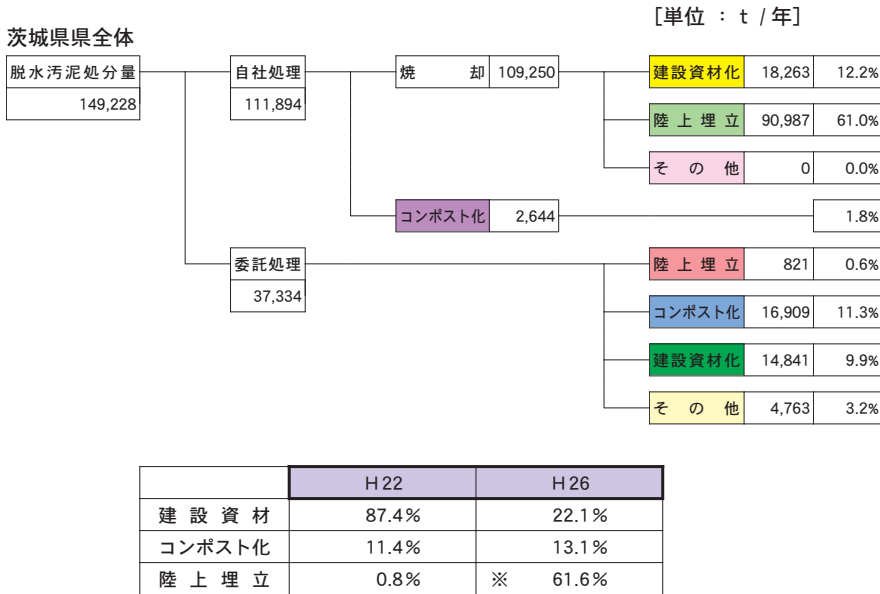 ［単位 ： t / 年］
茨城県県全体
脱水汚泥処分量 149,228
自社処理 111,894
焼却 109,250
建設資材化 18,263 12.2%
陸上埋立 90,987 61.0%
その他 0 0.0%
コンポスト化 2,644 1.8%
委託処理 37,334
陸上埋立 821 0.6%
コンポスト化 16,909 11.3%
建設資材化 14,841 9.9%
その他 4,763 3.2%
H22 H26
建設資材 87.4% 22.1%
コンポスト化 11.4% 13.1%
陸上埋立 0.8% ※ 61.6%